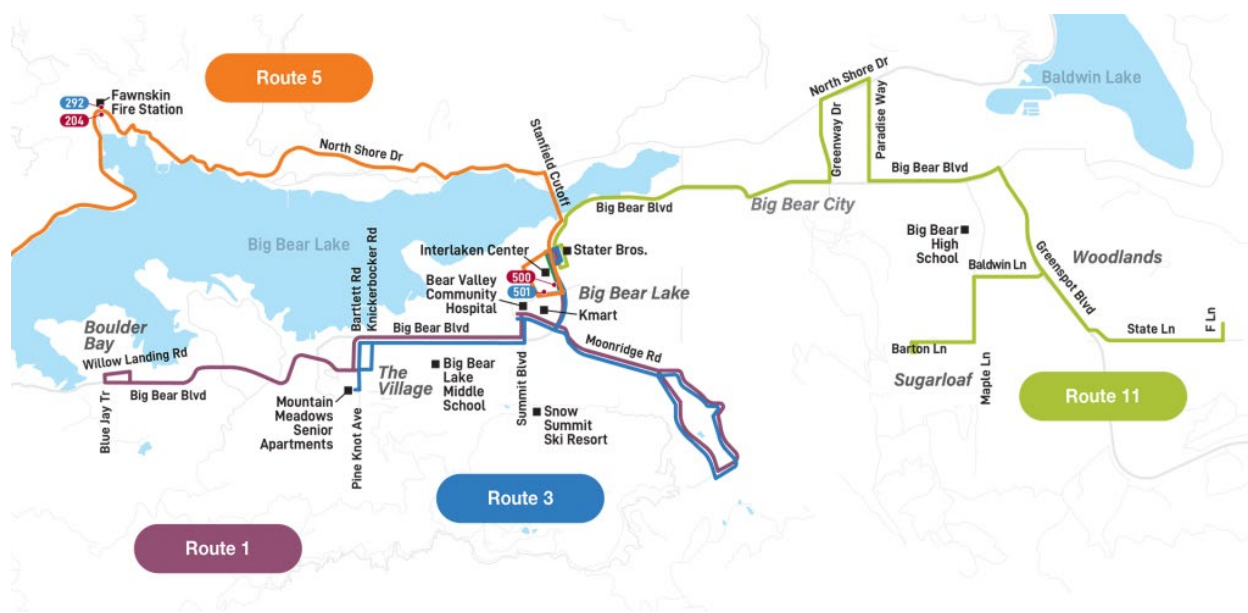 Route 5
292
204
Fawnskin
Fire Station
North Shore Dr
Stanfield Cutoff
North Shore Dr
Greenway Dr
Paradise Way
Baldwin Lake
Big Bear Blvd
Big Bear Blvd
Big Bear City
Big Bear Lake
Bartlett Rd
Knickerbocker Rd
Interlaken Center
Stater Bros.
500
501
Bear Valley
Community
Hospital
Big Bear Lake
Kmart
Big Bear
High
School
Baldwin Ln
Woodlands
Greenspot Blvd
State Ln
F Ln
Barton Ln
Sugarloaf
Maple Ln
Route 11
Boulder
Bay
Willow Landing Rd
Big Bear Blvd
Big Bear Blvd
Blue Jay Tr
Mountain
Meadows
Senior
Apartments
Pine Knot Ave
The
Village
Big Bear
Lake
Middle
School
Summit Blvd
Moonridge Rd
Snow
Summit
Ski Resort
Route 3
Route 1